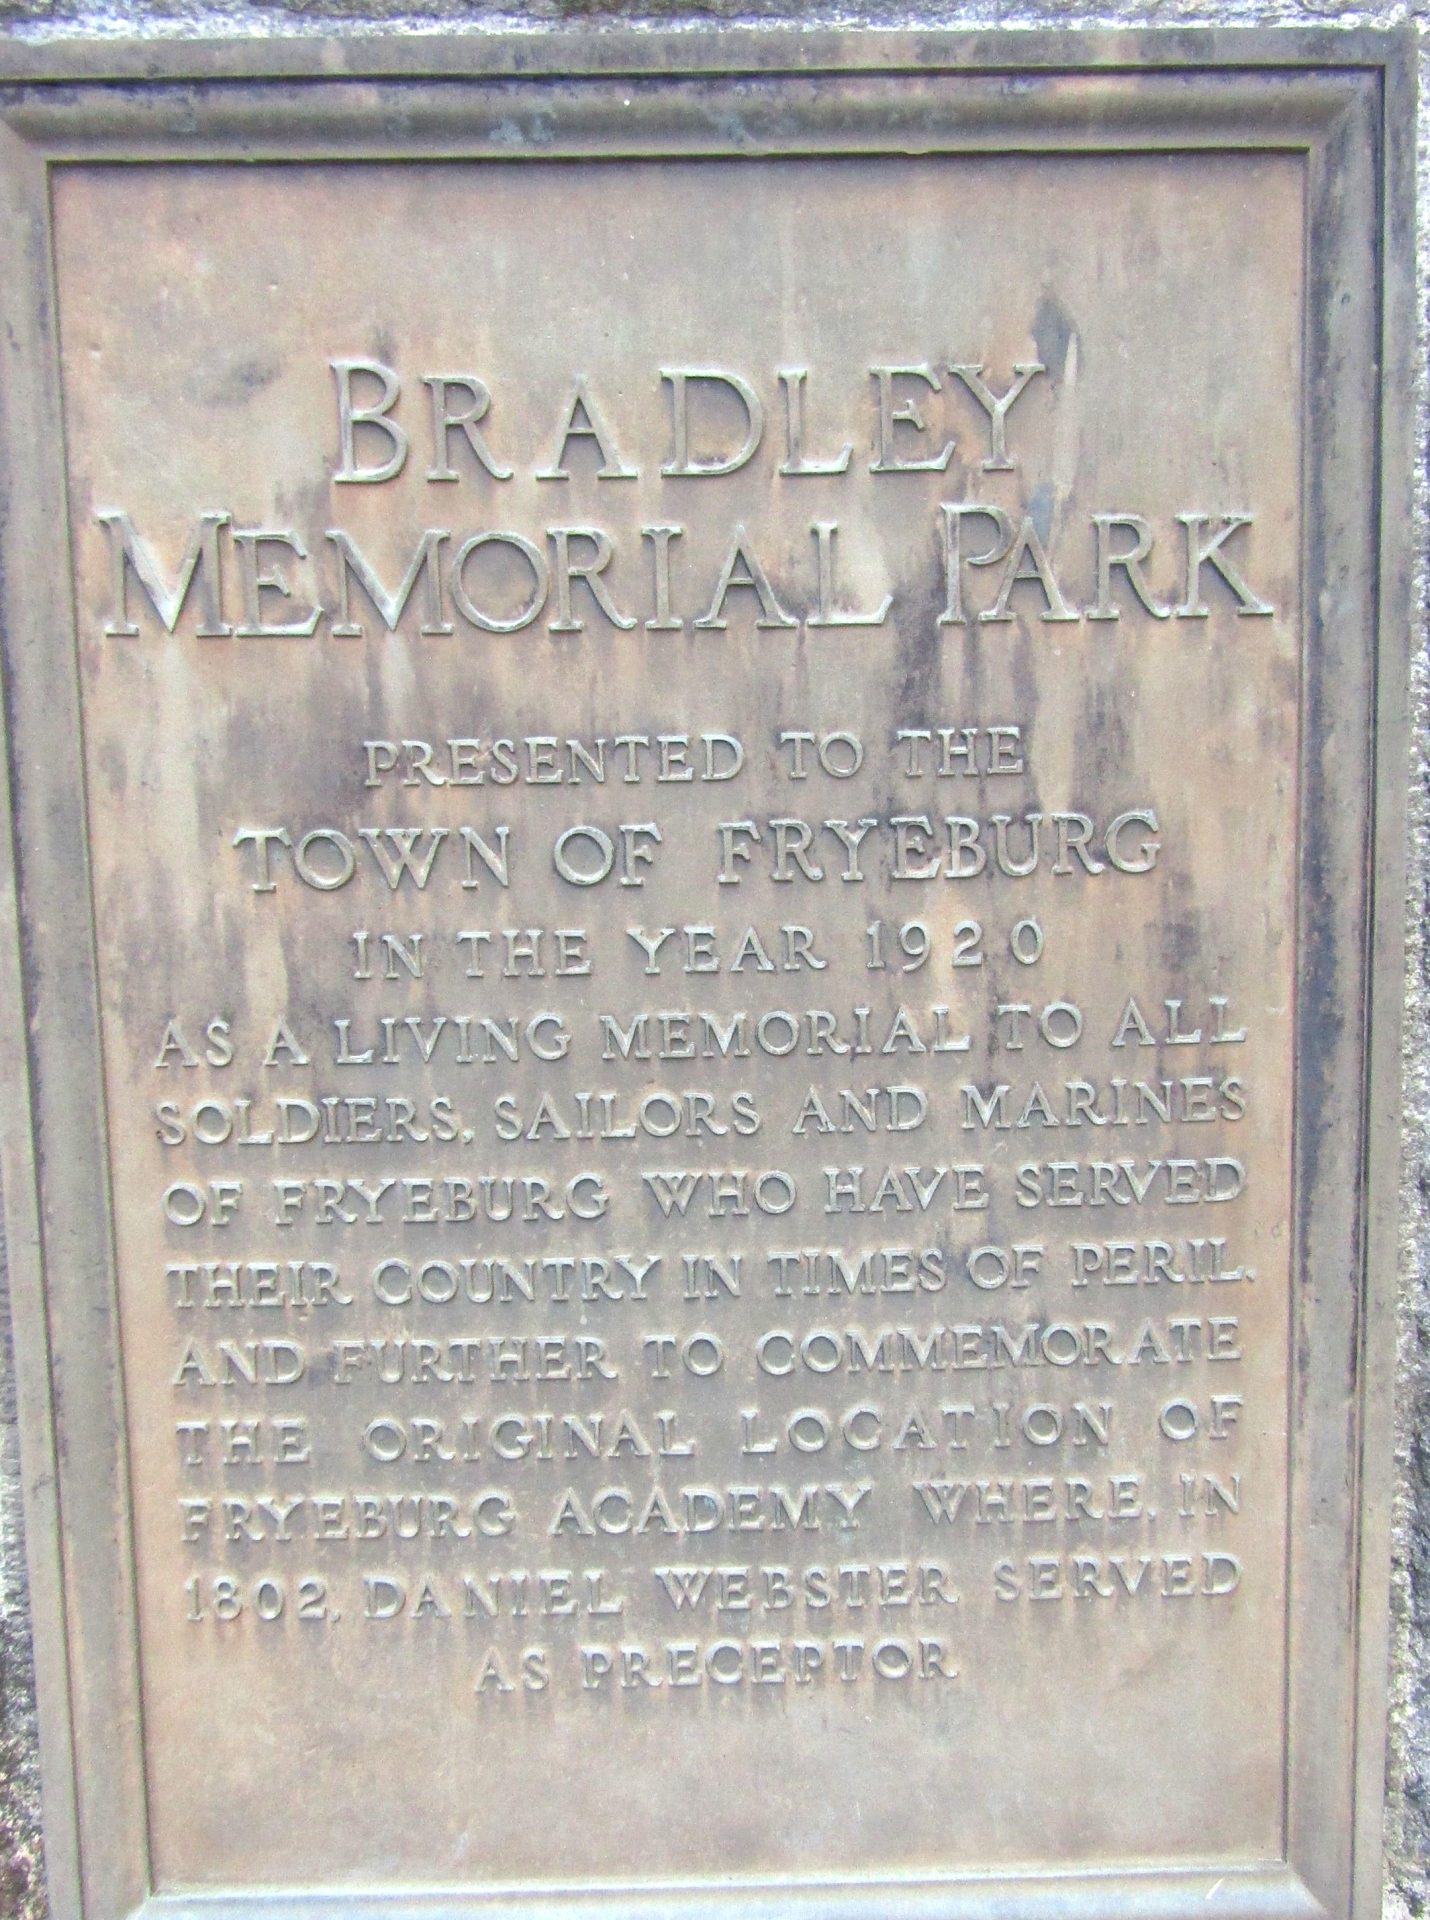 BRADLEY
MEMORIAL PARK
PRESENTED TO THE
TOWN OF FRYEBURG
IN THE YEAR 1920
AS A LIVING MEMORIAL TO ALL
SOLDIERS, SAILORS AND MARINES
OF FRYEBURG WHO HAVE SERVED
THEIR COUNTRY IN TIMES OF PERIL.
AND FURTHER TO COMMEMORATE
THE ORIGINAL LOCATION OF
FRYEBURG ACADEMY WHERE, IN
1802, DANIEL WEBSTER SERVED
AS PRECEPTOR